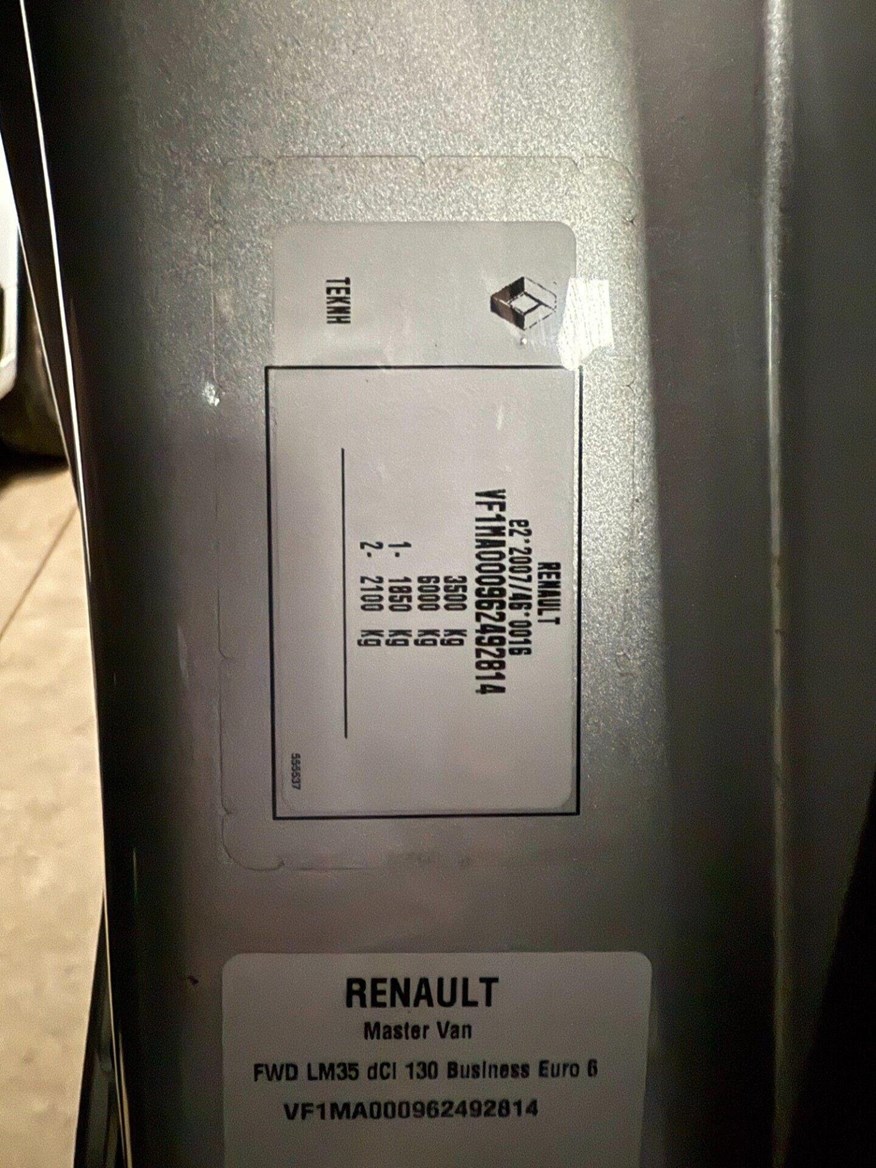 TEKNH
RENAULT
e2*2007/46*0016
VF1MA000962492814
3500 Kg
6000 Kg
1- 1850 Kg
2- 2100 Kg
555537
RENAULT
Master Van
FWD LM35 dCI 130 Business Euro 6
VF1MA000962492814